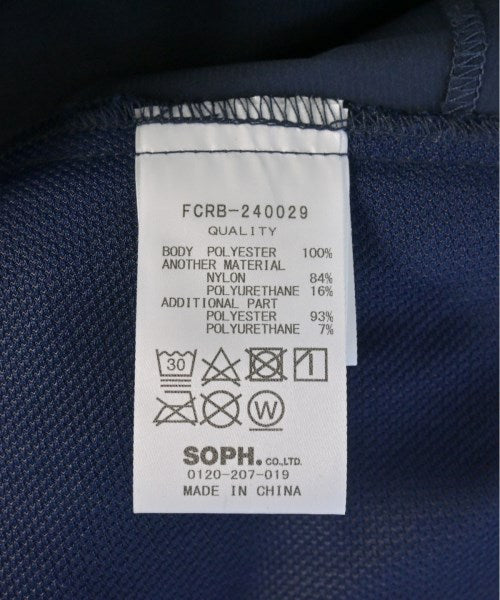 FCRB-240029
QUALITY
BODY POLYESTER 100%
ANOTHER MATERIAL
NYLON 84%
POLYURETHANE 16%
ADDITIONAL PART
POLYESTER 93%
POLYURETHANE 7%
30
W
SOPH. CO.,LTD.
0120-207-019
MADE IN CHINA